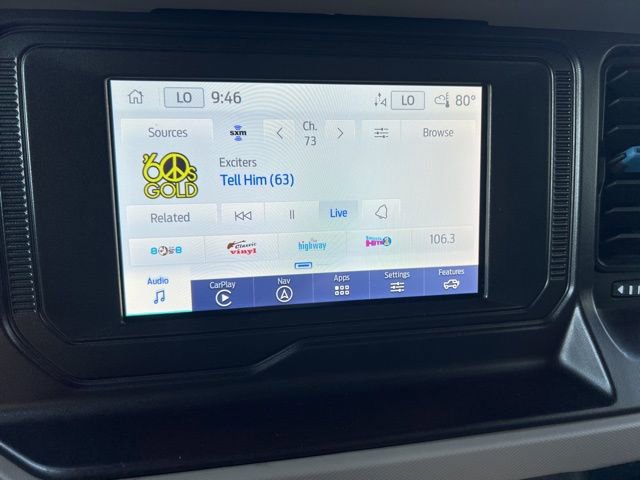 LO 9:46 LO 80°
Sources sxm Ch. 73 Browse
'60s GOLD
Exciters
Tell Him (63)
Related Live
Classic vinyl the highway 106.3
Audio CarPlay Nav Apps Settings Features